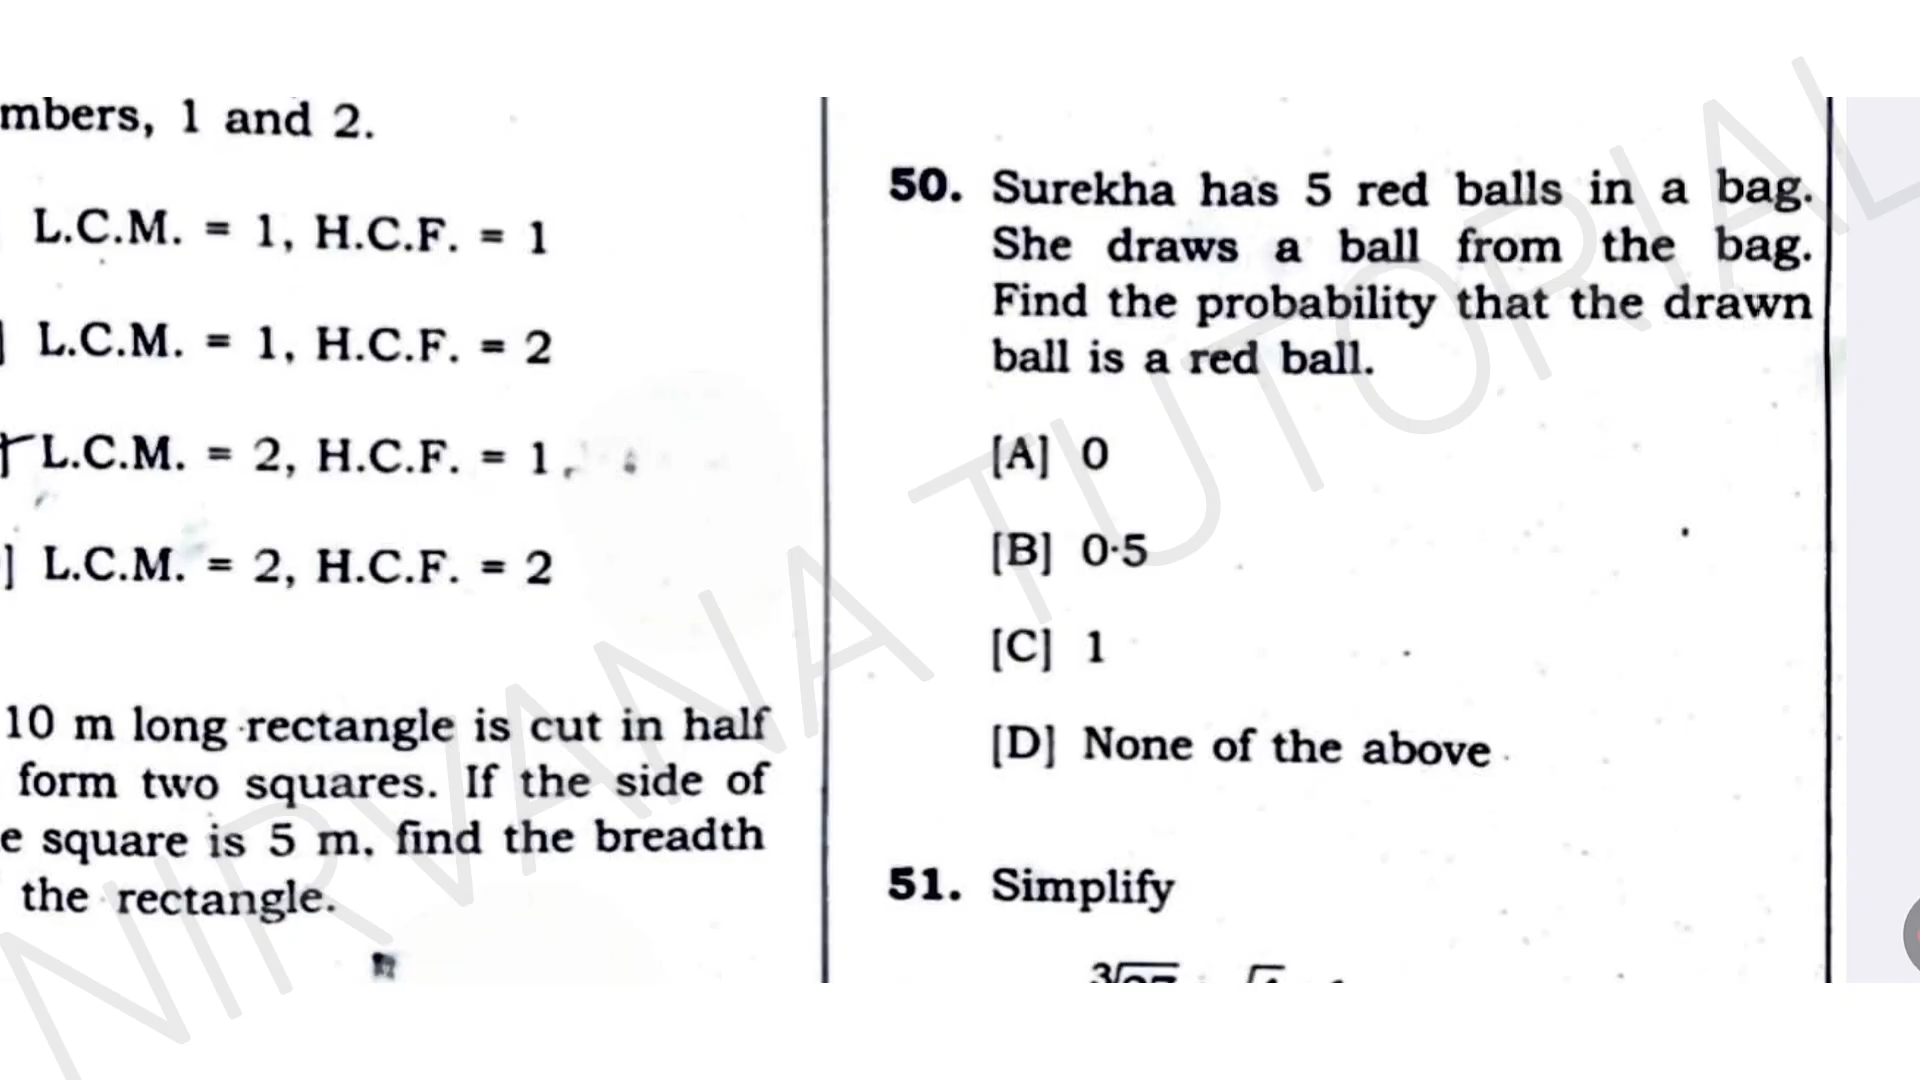 mbers, 1 and 2.
L.C.M. = 1, H.C.F. = 1
] L.C.M. = 1, H.C.F. = 2
L.C.M. = 2, H.C.F. = 1
] L.C.M. = 2, H.C.F. = 2
10 m long rectangle is cut in half
form two squares. If the side of
e square is 5 m, find the breadth
the rectangle.
50. Surekha has 5 red balls in a bag.
She draws a ball from the bag.
Find the probability that the drawn
ball is a red ball.
[A] 0
[B] 0·5
[C] 1
[D] None of the above
51. Simplify
NIRVANA TUTORIAL